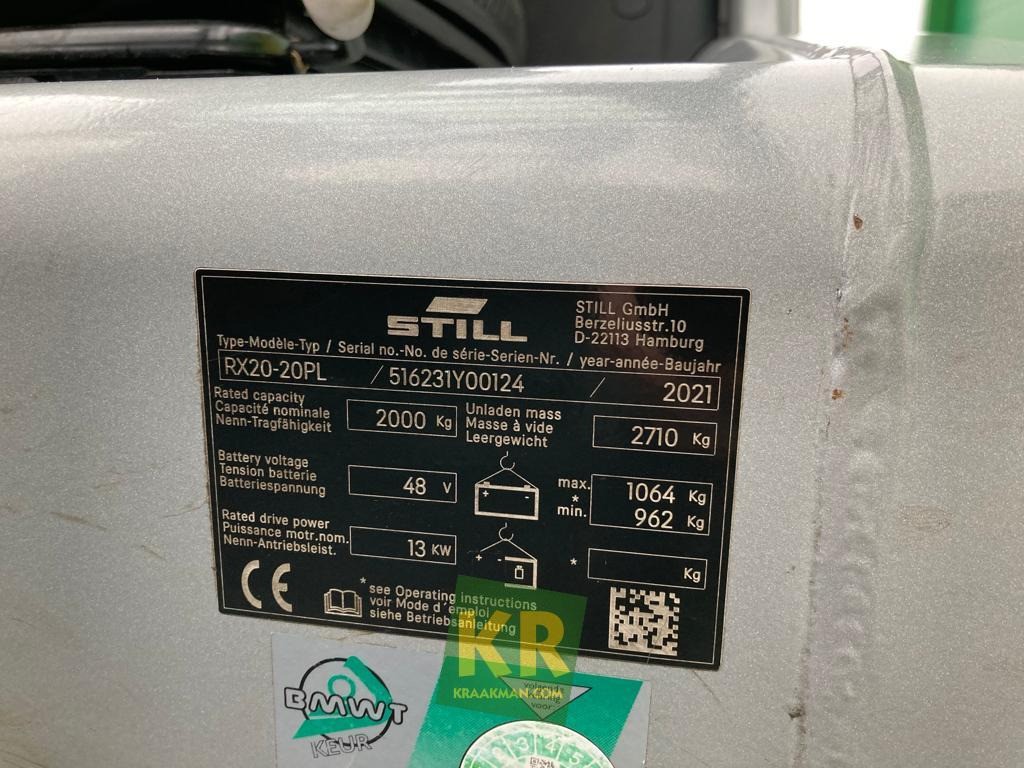 STILL
STILL GmbH
Berzeliusstr.10
D-22113 Hamburg
Type-Modèle-Typ / Serial no.-No. de série-Serien-Nr. / year-année-Baujahr
RX20-20PL / 516231Y00124 / 2021
Rated capacity
Capacité nominale
Nenn-Tragfähigkeit
2000 Kg
Unladen mass
Masse à vide
Leergewicht
2710 Kg
Battery voltage
Tension batterie
Batteriespannung
48 V
+ -
max. 1064 Kg
*
min. 962 Kg
Rated drive power
Puissance motr.nom.
Nenn-Antriebsleist.
13 KW
+ -
* Kg
CE
* see Operating instructions
voir Mode d'emploi
siehe Betriebsanleitung
KR
KRAAKMAN.COM
BMWT
KEUR
voor:
3 4 5